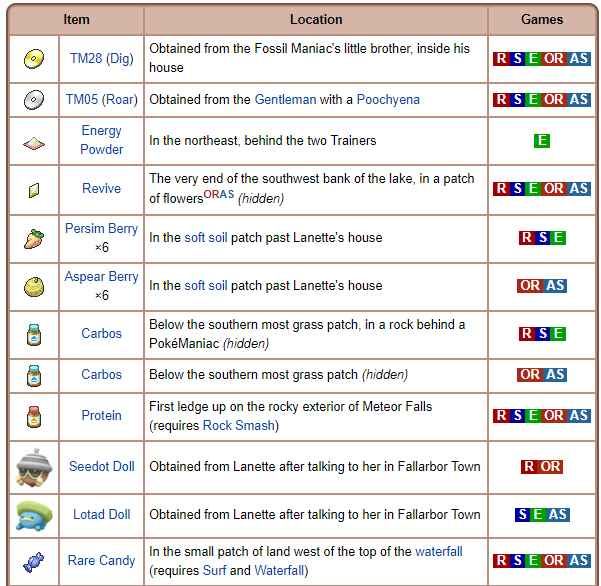 Item Location Games
TM28 (Dig) Obtained from the Fossil Maniac's little brother, inside his R S E OR AS
house
TM05 (Roar) Obtained from the Gentleman with a Poochyena R S E OR AS
Energy
Powder In the northeast, behind the two Trainers E
Revive The very end of the southwest bank of the lake, in a patch R S E OR AS
of flowersORAS (hidden)
Persim Berry
×6 In the soft soil patch past Lanette's house R S E
Aspear Berry
×6 In the soft soil patch past Lanette's house OR AS
Carbos Below the southern most grass patch, in a rock behind a R S E
PokéManiac (hidden)
Carbos Below the southern most grass patch (hidden) OR AS
Protein First ledge up on the rocky exterior of Meteor Falls R S E OR AS
(requires Rock Smash)
Seedot Doll Obtained from Lanette after talking to her in Fallarbor Town R OR
Lotad Doll Obtained from Lanette after talking to her in Fallarbor Town S E AS
Rare Candy In the small patch of land west of the top of the waterfall R S E OR AS
(requires Surf and Waterfall)